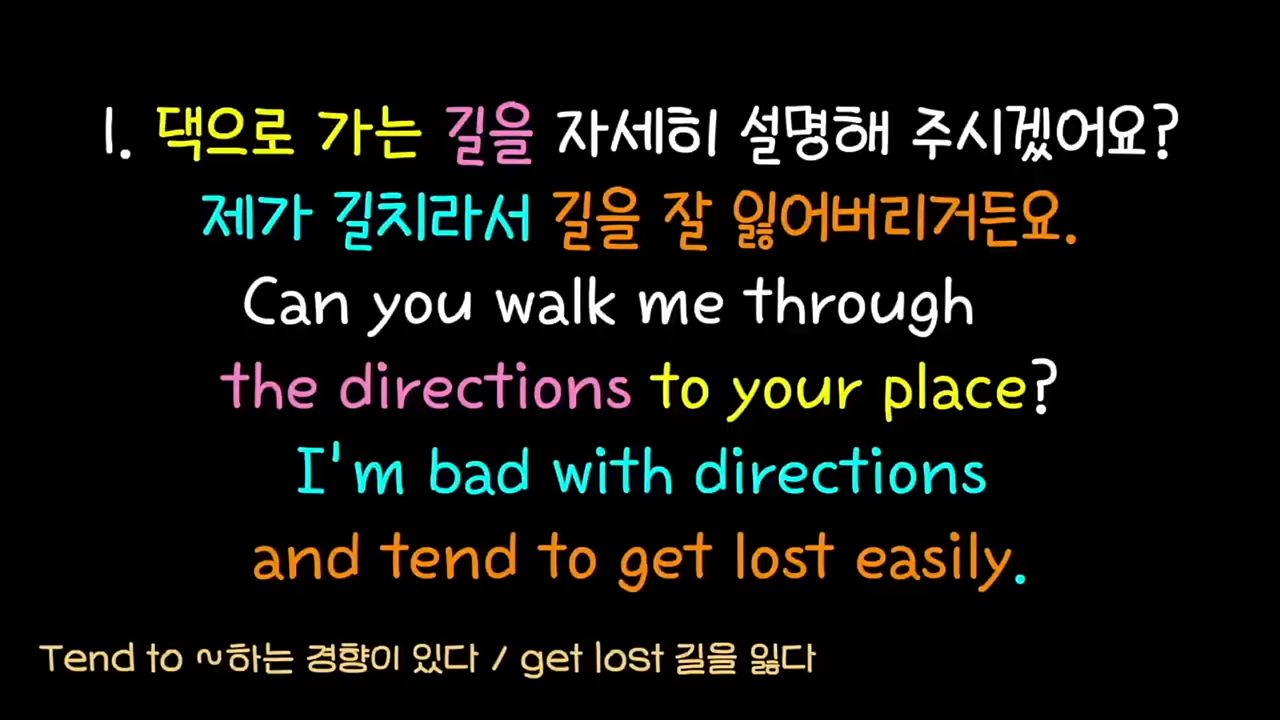 1. 댁으로 가는 길을 자세히 설명해 주시겠어요?
제가 길치라서 길을 잘 잃어버리거든요.
Can you walk me through
the directions to your place?
I'm bad with directions
and tend to get lost easily.
Tend to ~하는 경향이 있다 / get lost 길을 잃다